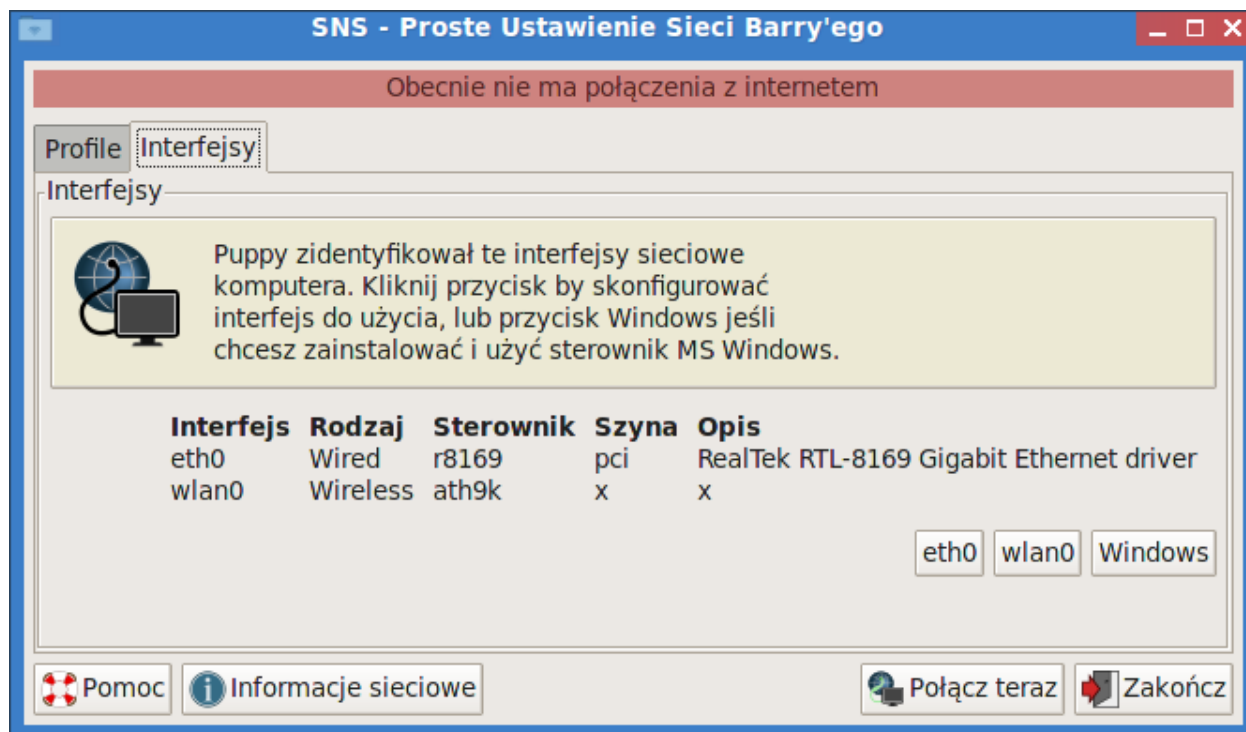 SNS - Proste Ustawienie Sieci Barry'ego
Obecnie nie ma połączenia z internetem
Profile Interfejsy
Interfejsy
Puppy zidentyfikował te interfejsy sieciowe
komputera. Kliknij przycisk by skonfigurować
interfejs do użycia, lub przycisk Windows jeśli
chcesz zainstalować i użyć sterownik MS Windows.
Interfejs Rodzaj Sterownik Szyna Opis
eth0 Wired r8169 pci RealTek RTL-8169 Gigabit Ethernet driver
wlan0 Wireless ath9k x x
eth0 wlan0 Windows
Pomoc Informacje sieciowe Połącz teraz Zakończ